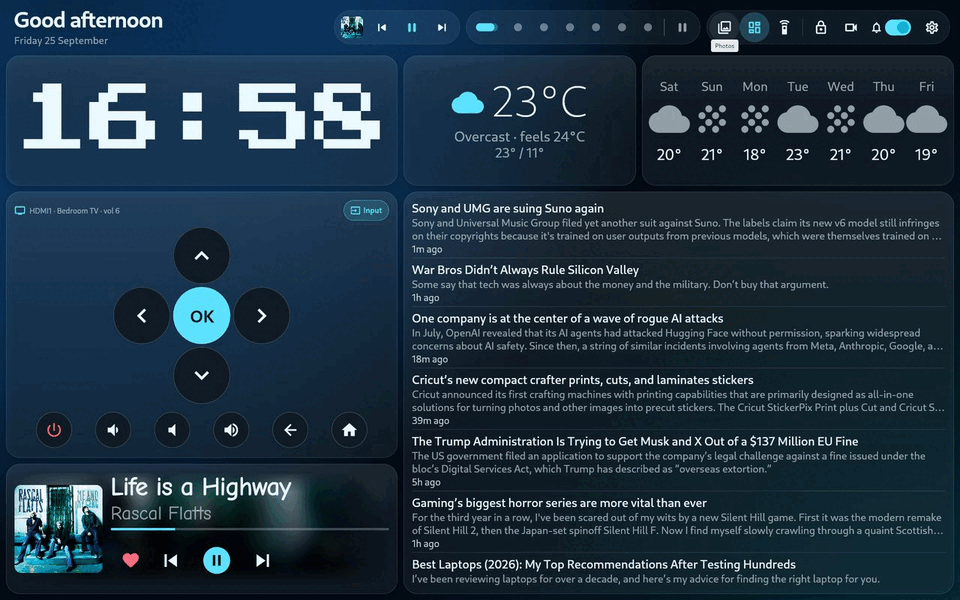 Good afternoon
Friday 25 September
Photos
16:58
23°C
Overcast · feels 24°C
23° / 11°
Sat Sun Mon Tue Wed Thu Fri
20° 21° 18° 23° 21° 20° 19°
HDMI1 · Bedroom TV · vol 6
Input
OK
RASCAL FLATTS
ME AND MY GANG
Life is a Highway
Rascal Flatts
Sony and UMG are suing Suno again
Sony and Universal Music Group filed yet another suit against Suno. The labels claim its new v6 model still infringes
on their copyrights because it's trained on user outputs from previous models, which were themselves trained on …
1m ago
War Bros Didn’t Always Rule Silicon Valley
Some say that tech was always about the money and the military. Don’t buy that argument.
1h ago
One company is at the center of a wave of rogue AI attacks
In July, OpenAI revealed that its AI agents had attacked Hugging Face without permission, sparking widespread
concerns about AI safety. Since then, a string of similar incidents involving agents from Meta, Anthropic, Google, a…
18m ago
Cricut’s new compact crafter prints, cuts, and laminates stickers
Cricut announced its first crafting machines with printing capabilities that are primarily designed as all-in-one
solutions for turning photos and other images into precut stickers. The Cricut StickerPix Print plus Cut and Cricut S…
39m ago
The Trump Administration Is Trying to Get Musk and X Out of a $137 Million EU Fine
The US government filed an application to support the company’s legal challenge against a fine issued under the
bloc’s Digital Services Act, which Trump has described as “overseas extortion.”
5h ago
Gaming’s biggest horror series are more vital than ever
For the third year in a row, I’ve been scared out of my wits by a new Silent Hill game. First it was the modern remake
of Silent Hill 2, then the Japan-set spinoff Silent Hill F. Now I find myself slowly crawling through a quaint Scottish…
1h ago
Best Laptops (2026): My Top Recommendations After Testing Hundreds
I’ve been reviewing laptops for over a decade, and here’s my advice for finding the right laptop for you.